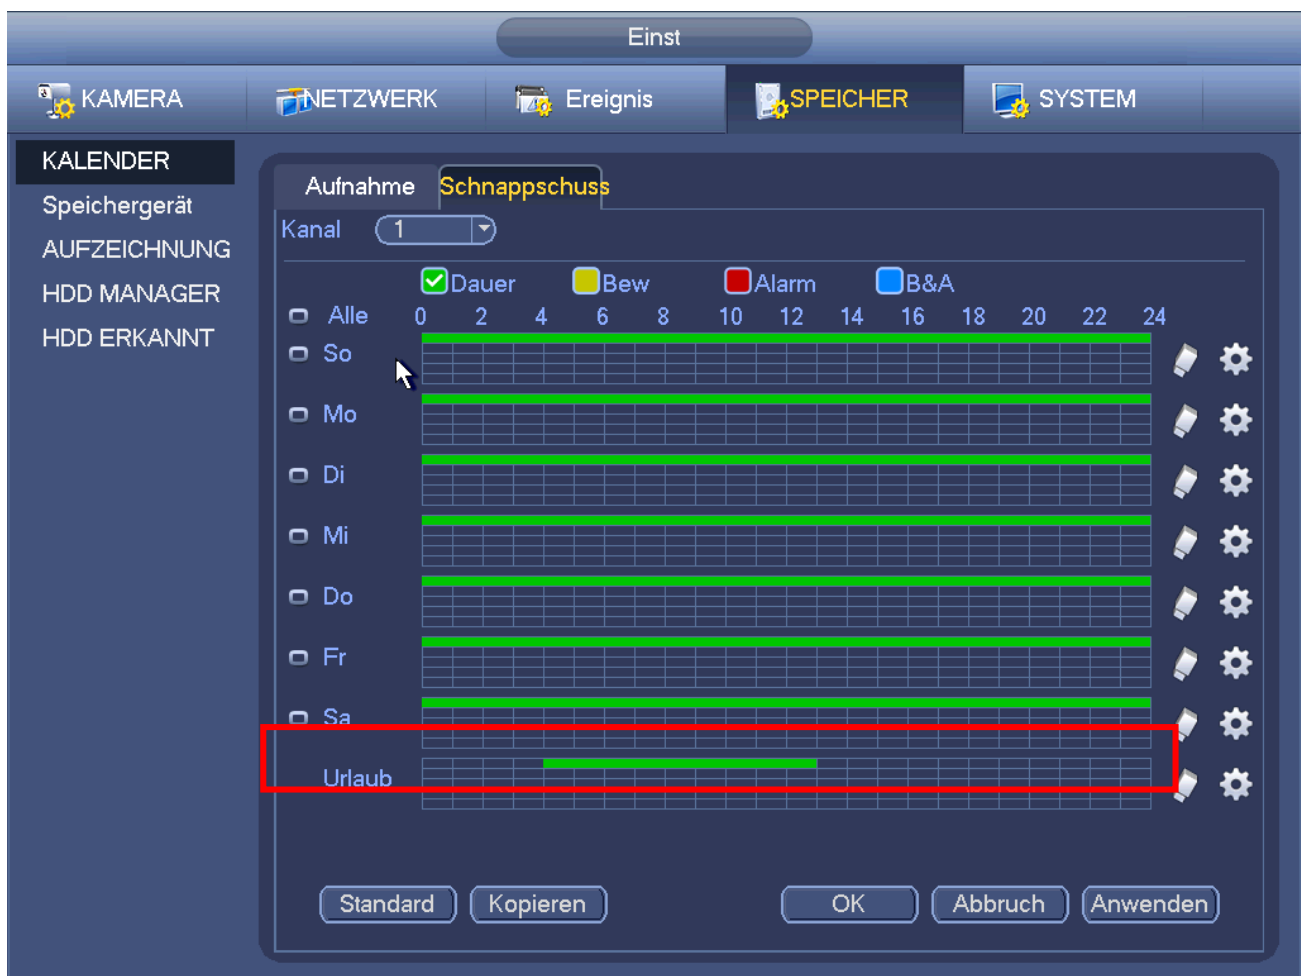 Einst
KAMERA NETZWERK Ereignis SPEICHER SYSTEM
KALENDER
Speichergerät
AUFZEICHNUNG
HDD MANAGER
HDD ERKANNT
Aufnahme Schnappschuss
Kanal 1
Dauer Bew Alarm B&A
Alle 0 2 4 6 8 10 12 14 16 18 20 22 24
So
Mo
Di
Mi
Do
Fr
Sa
Urlaub
Standard Kopieren OK Abbruch Anwenden